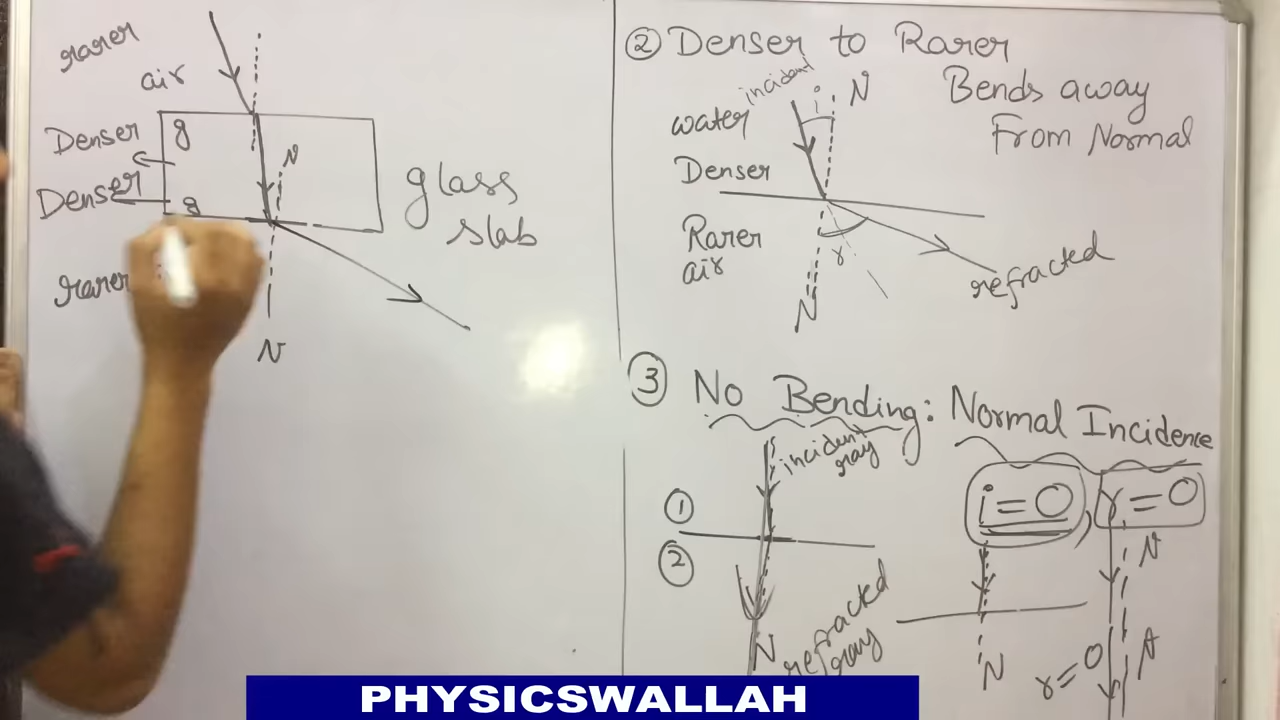 rarer
air
Denser
g
Denser
g
N
glass
slab
rarer
N
② Denser to Rarer
Bends away
From Normal
incident
i
N
water
Denser
Rarer
air
r
refracted
N
③ No Bending: Normal Incidence
incident
ray
①
②
N
refracted
ray
i = 0, r = 0
N
N
r = 0
N
PHYSICSWALLAH